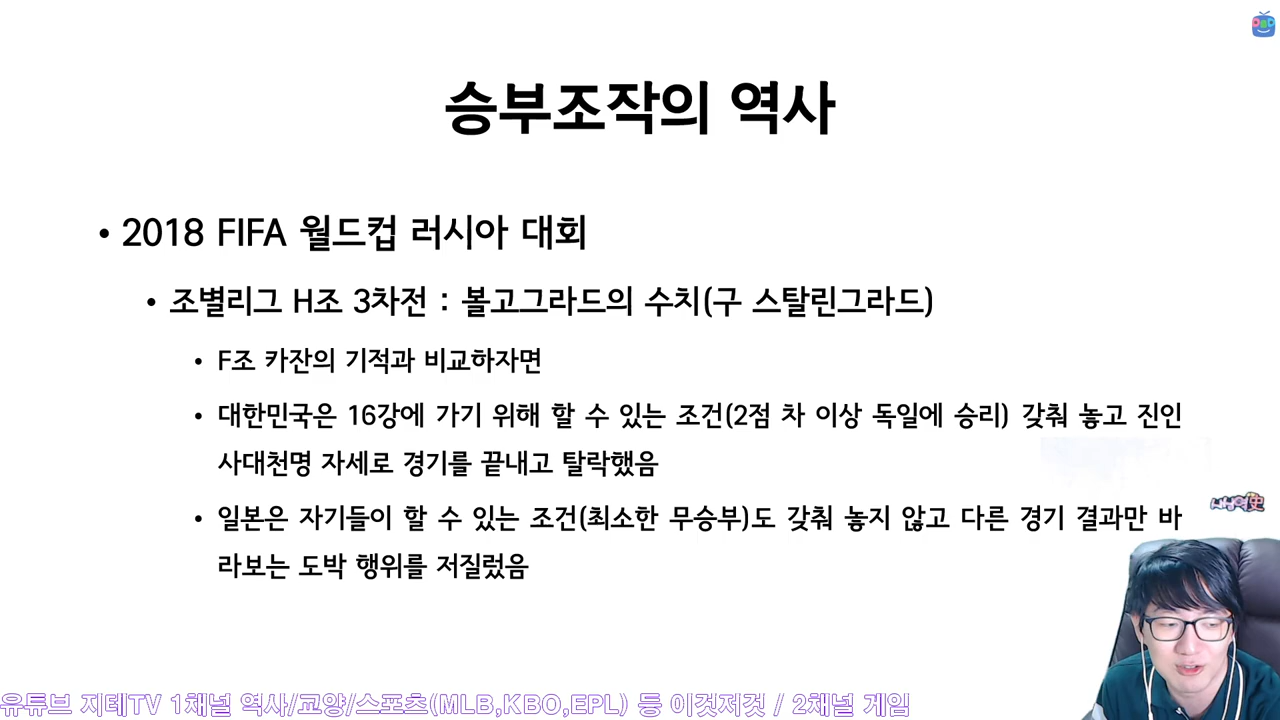 승부조작의 역사
• 2018 FIFA 월드컵 러시아 대회
• 조별리그 H조 3차전 : 볼고그라드의 수치(구 스탈린그라드)
• F조 카잔의 기적과 비교하자면
• 대한민국은 16강에 가기 위해 할 수 있는 조건(2점 차 이상 독일에 승리) 갖춰 놓고 진인
사대천명 자세로 경기를 끝내고 탈락했음
• 일본은 자기들이 할 수 있는 조건(최소한 무승부)도 갖춰 놓지 않고 다른 경기 결과만 바
라보는 도박 행위를 저질렀음
유튜브 지테TV 1채널 역사/교양/스포츠(MLB,KBO,EPL) 등 이것저것 / 2채널 게임